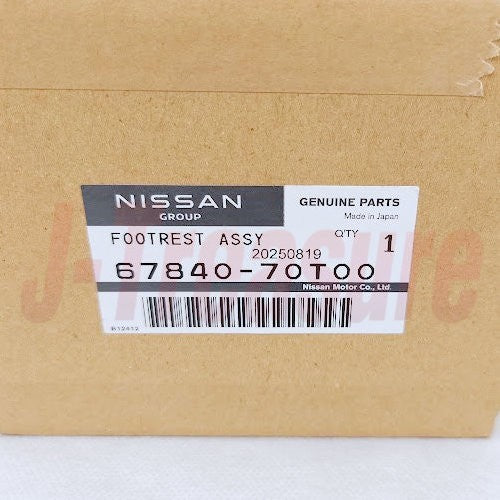 NISSAN
GROUP
GENUINE PARTS
Made in Japan
FOOTREST ASSY
QTY 1
20250819
67840-70T00
Nissan Motor Co., Ltd.
B12412
J-Treasure